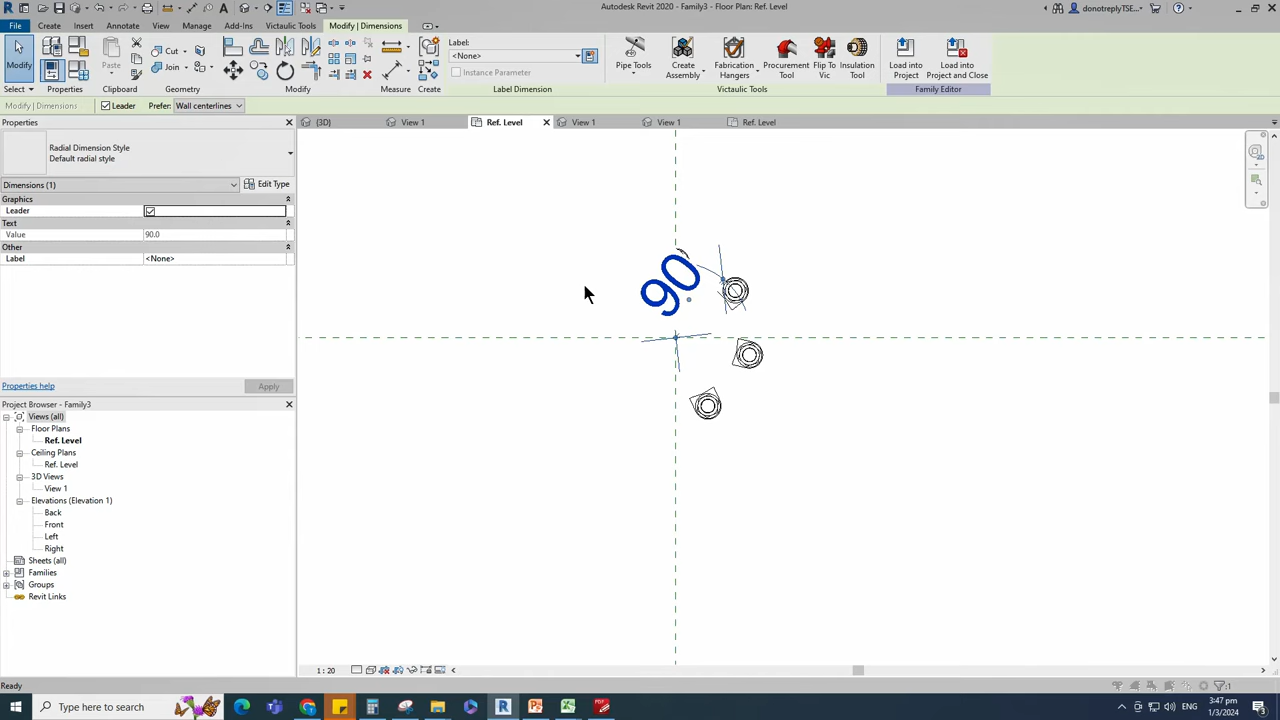 Autodesk Revit 2020 - Family3 - Floor Plan: Ref. Level
donotreplyTSE...
File Create Insert Annotate View Manage Add-Ins Victaulic Tools Modify | Dimensions
Modify
Paste
Cut
Join
Label:
<None>
Instance Parameter
Pipe Tools
Create Assembly
Fabrication Hangers
Procurement Tool
Flip To Vic
Insulation Tool
Load into Project
Load into Project and Close
Select Properties Clipboard Geometry Modify Measure Create Label Dimension Victaulic Tools Family Editor
Modify | Dimensions Leader Prefer: Wall centerlines
Properties
{3D} View 1 Ref. Level View 1 View 1 Ref. Level
Radial Dimension Style
Default radial style
Dimensions (1) Edit Type
Graphics
Leader
Text
Value 90.0
Other
Label <None>
90
Properties help Apply
Project Browser - Family3
Views (all)
Floor Plans
Ref. Level
Ceiling Plans
Ref. Level
3D Views
View 1
Elevations (Elevation 1)
Back
Front
Left
Right
Sheets (all)
Families
Groups
Revit Links
1 : 20
Ready
:1
Type here to search
ENG
3:47 pm
1/3/2024